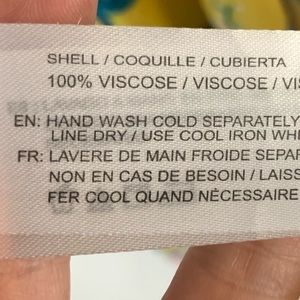 SHELL / COQUILLE / CUBIERTA
100% VISCOSE / VISCOSE / VIS
EN: HAND WASH COLD SEPARATELY
LINE DRY / USE COOL IRON WH
FR: LAVERE DE MAIN FROIDE SEPAR
NON EN CAS DE BESOIN / LAISS
FER COOL QUAND NÉCESSAIRE